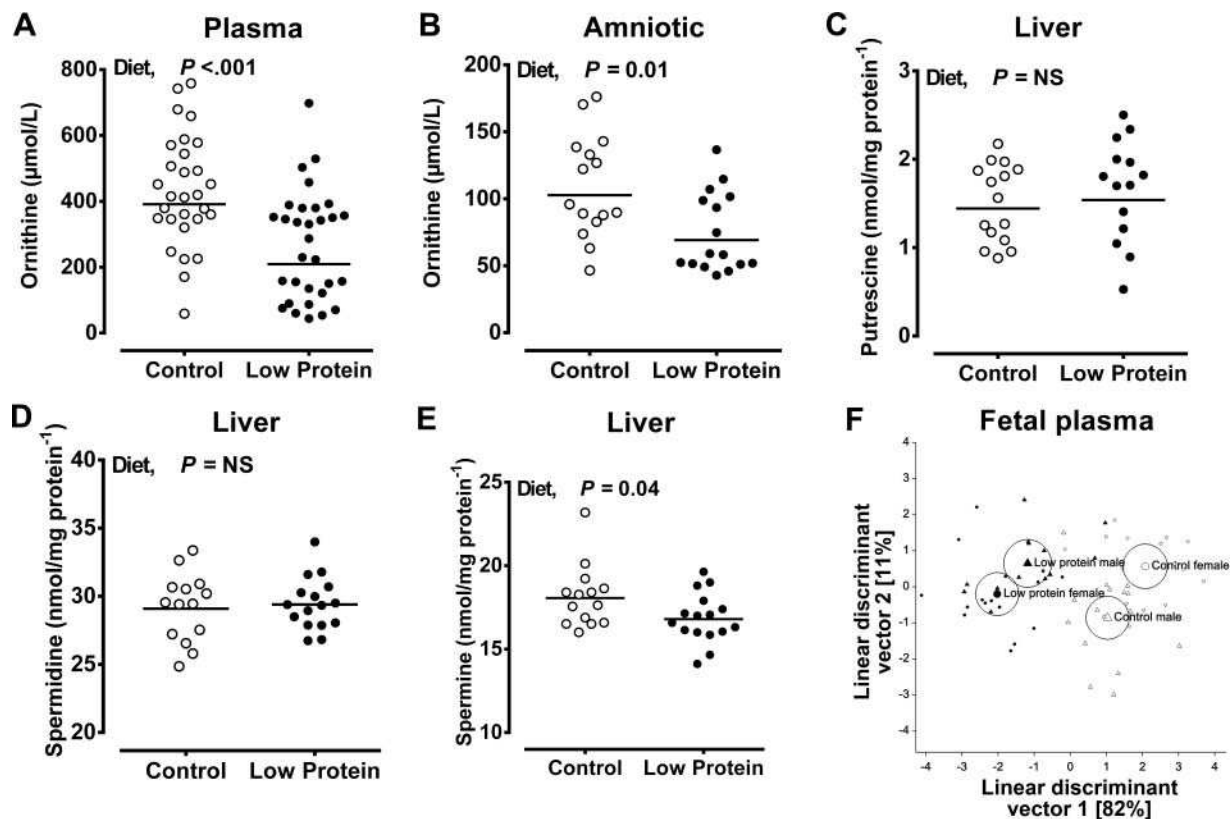 A
Plasma
Diet, P <.001
Ornithine (µmol/L)
800
600
400
200
0
Control
Low Protein
B
Amniotic
Diet, P = 0.01
Ornithine (µmol/L)
200
150
100
50
0
Control
Low Protein
C
Liver
Diet, P = NS
Putrescine (nmol/mg protein⁻¹)
3
2
1
0
Control
Low Protein
D
Liver
Diet, P = NS
Spermidine (nmol/mg protein⁻¹)
40
35
30
25
20
Control
Low Protein
E
Liver
Diet, P = 0.04
Spermine (nmol/mg protein⁻¹)
25
20
15
10
Control
Low Protein
F
Fetal plasma
Linear discriminant
vector 2 [11%]
4
3
2
1
0
-1
-2
-3
-4
Low protein male
Control female
Low protein female
Control male
-4
-3
-2
-1
0
1
2
3
4
Linear discriminant
vector 1 [82%]